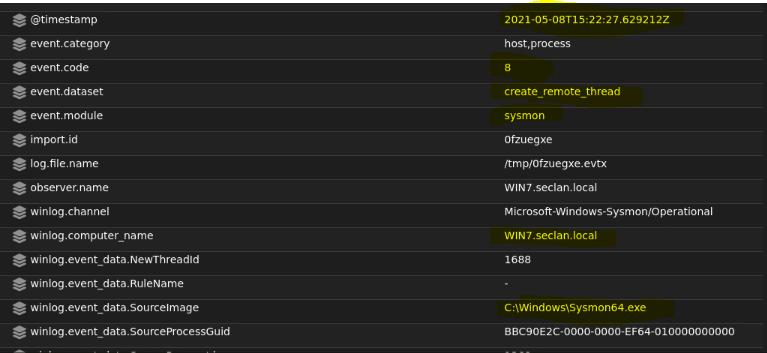 @timestamp 2021-05-08T15:22:27.629212Z
event.category host,process
event.code 8
event.dataset create_remote_thread
event.module sysmon
import.id 0fzuegxe
log.file.name /tmp/0fzuegxe.evtx
observer.name WIN7.seclan.local
winlog.channel Microsoft-Windows-Sysmon/Operational
winlog.computer_name WIN7.seclan.local
winlog.event_data.NewThreadId 1688
winlog.event_data.RuleName -
winlog.event_data.SourceImage C:\Windows\Sysmon64.exe
winlog.event_data.SourceProcessGuid BBC90E2C-0000-0000-EF64-010000000000